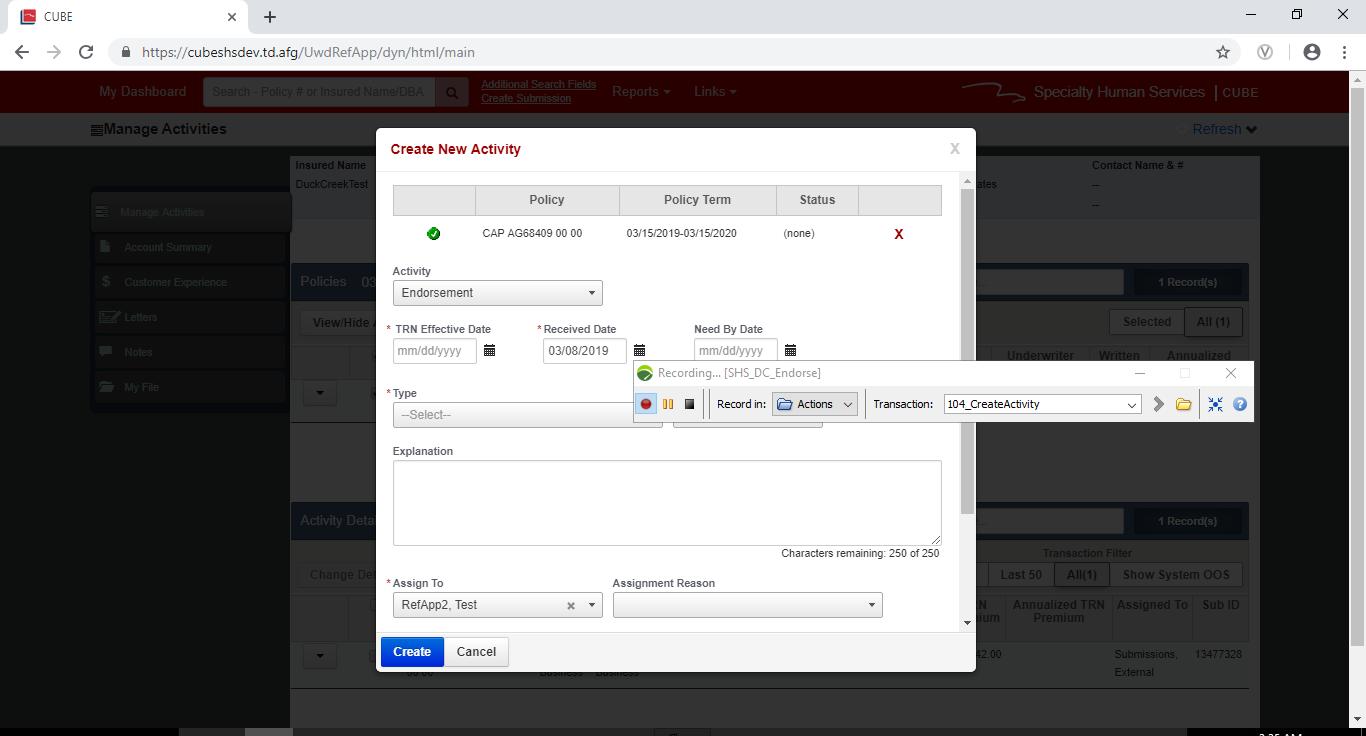 CUBE
https://cubeshsdev.td.afg/UwdRefApp/dyn/html/main
My Dashboard
Search - Policy # or Insured Name/DBA
Additional Search Fields
Create Submission
Reports
Links
Specialty Human Services | CUBE
Manage Activities
Refresh
Insured Name
DuckCreekTest
Contact Name & #
--
--
Manage Activities
Account Summary
Customer Experience
Letters
Notes
My File
Policies 03
1 Record(s)
View/Hide
Selected
All (1)
Underwriter
Written
Annualized
Create New Activity
X
Policy
Policy Term
Status
CAP AG68409 00 00
03/15/2019-03/15/2020
(none)
X
Activity
Endorsement
* TRN Effective Date
* Received Date
Need By Date
mm/dd/yyyy
03/08/2019
mm/dd/yyyy
Recording... [SHS_DC_Endorse]
Record in:
Actions
Transaction:
104_CreateActivity
* Type
--Select--
Explanation
Characters remaining: 250 of 250
* Assign To
Assignment Reason
RefApp2, Test
Create
Cancel
Activity
1 Record(s)
Transaction Filter
Change
Last 50
All(1)
Show System OOS
Annualized TRN
Premium
Assigned To
Sub ID
Submissions,
External
13477328
00 00
Business
Business